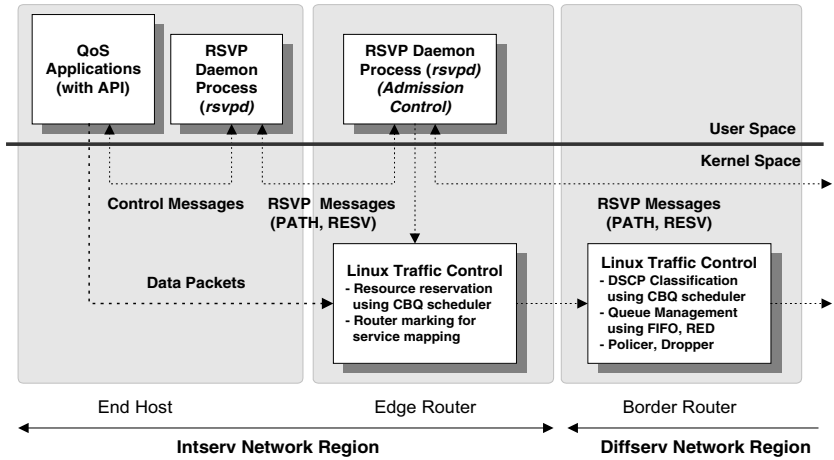 QoS
Applications
(with API)
RSVP
Daemon
Process
(rsvpd)
RSVP Daemon
Process (rsvpd)
(Admission
Control)
User Space
Kernel Space
Control Messages
RSVP Messages
(PATH, RESV)
RSVP Messages
(PATH, RESV)
Data Packets
Linux Traffic Control
- Resource reservation
using CBQ scheduler
- Router marking for
service mapping
Linux Traffic Control
- DSCP Classification
using CBQ scheduler
- Queue Management
using FIFO, RED
- Policer, Dropper
End Host
Edge Router
Border Router
Intserv Network Region
Diffserv Network Region